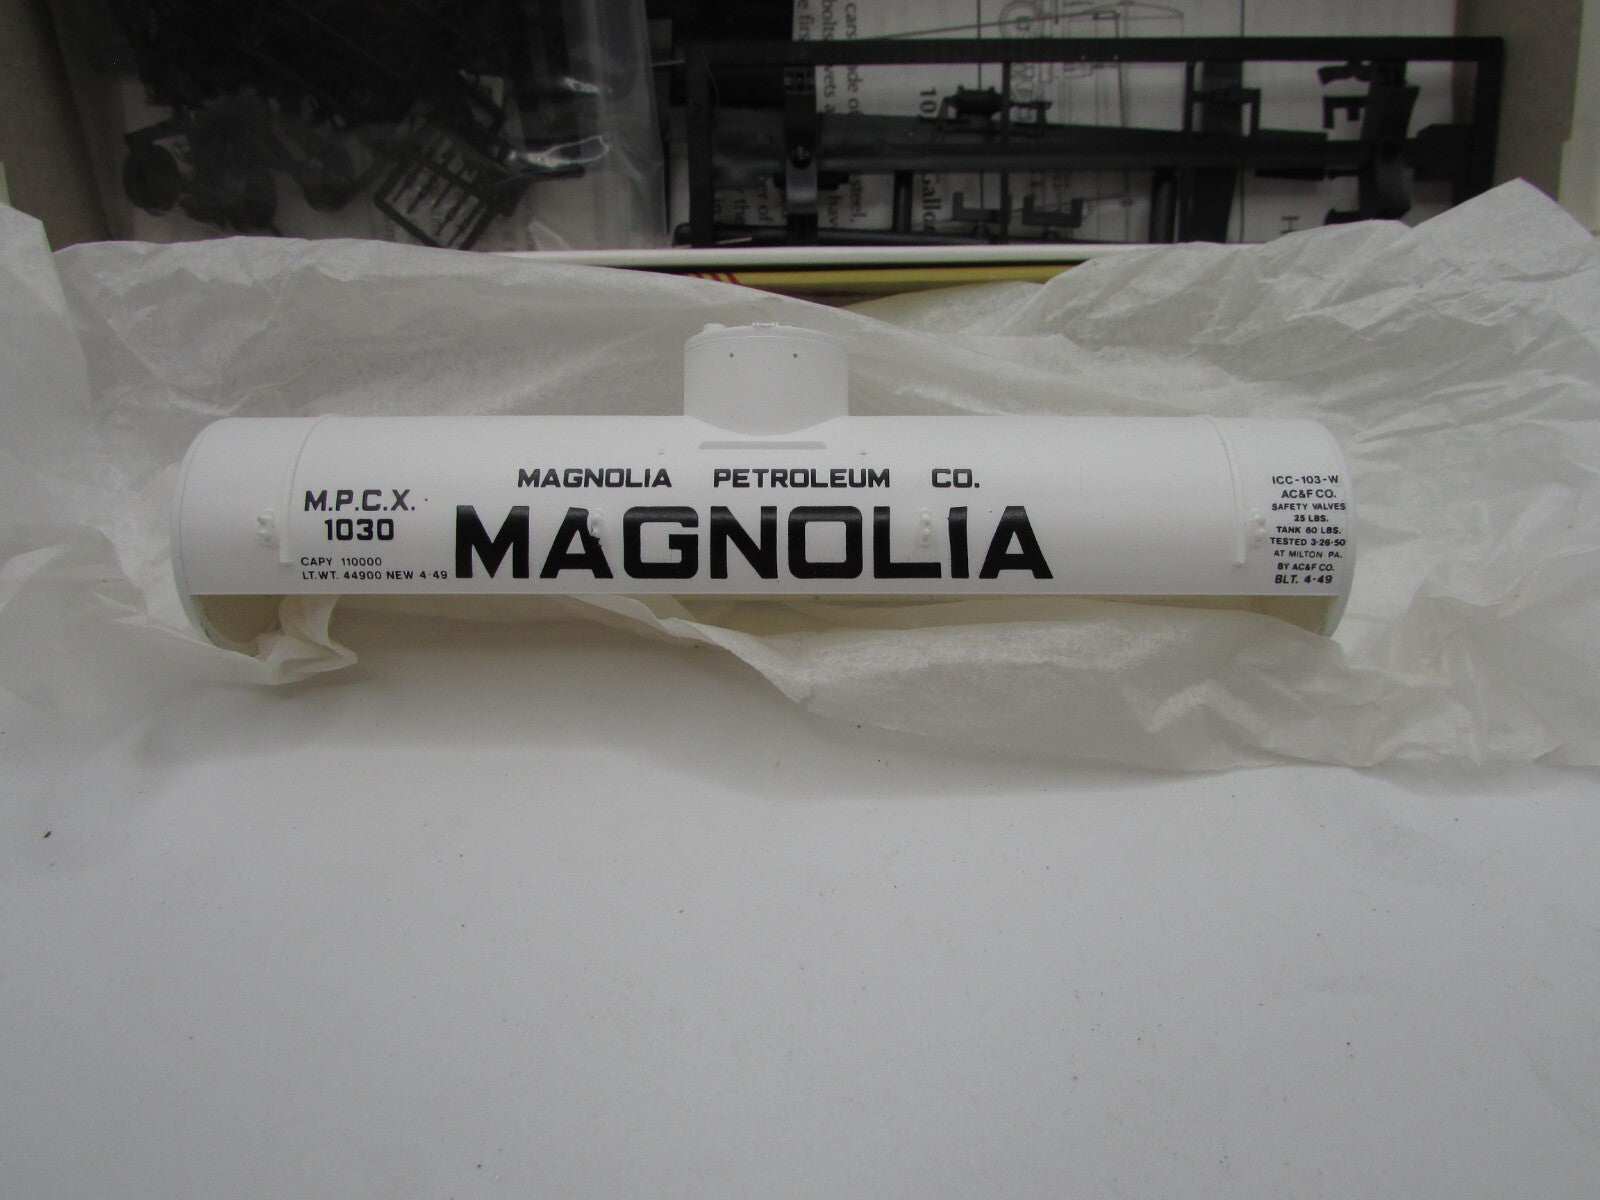 MAGNOLIA PETROLEUM CO.
M.P.C.X.
1030
MAGNOLIA
CAPY 110000
LT.WT. 44900 NEW 4-49
ICC-103-W
AC&F CO.
SAFETY VALVES
25 LBS.
TANK 60 LBS.
TESTED 3-26-50
AT MILTON PA.
BY AC&F CO.
BLT. 4-49